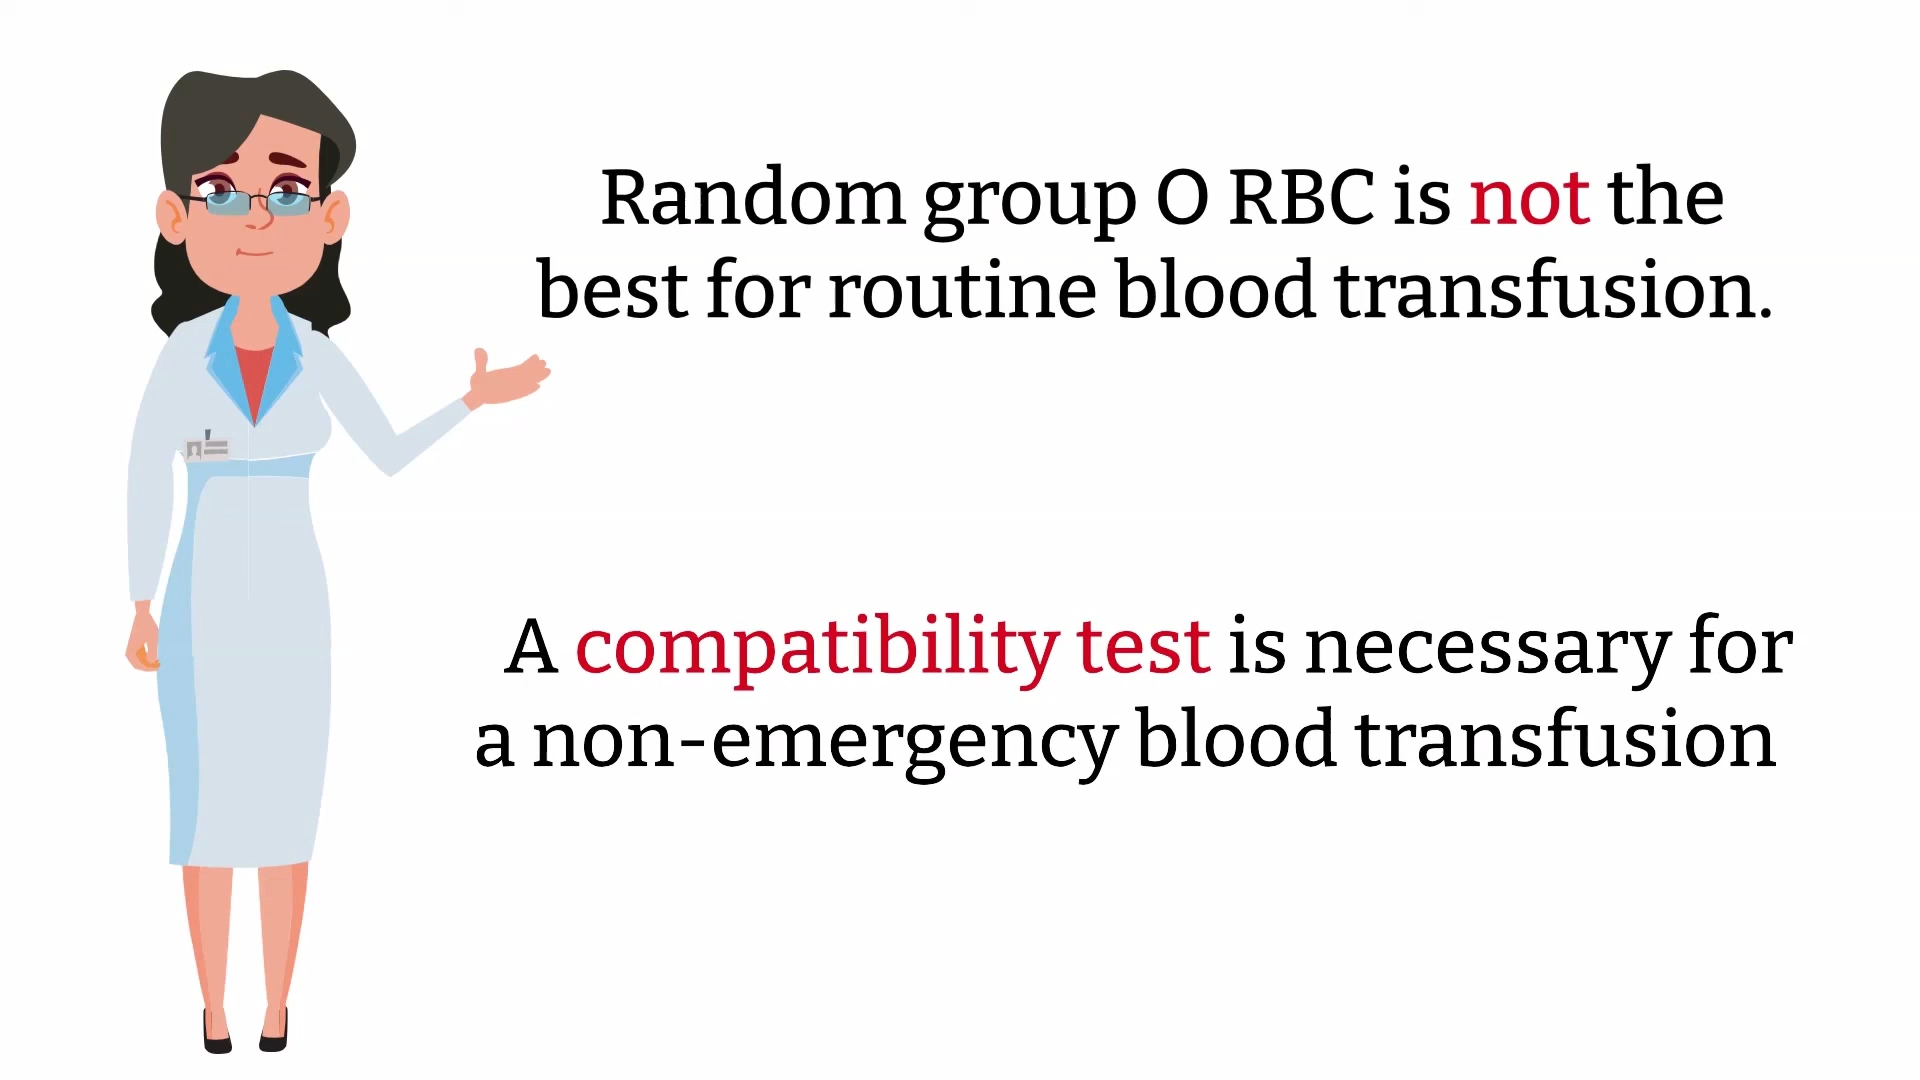 Random group O RBC is not the
best for routine blood transfusion.
A compatibility test is necessary for
a non-emergency blood transfusion